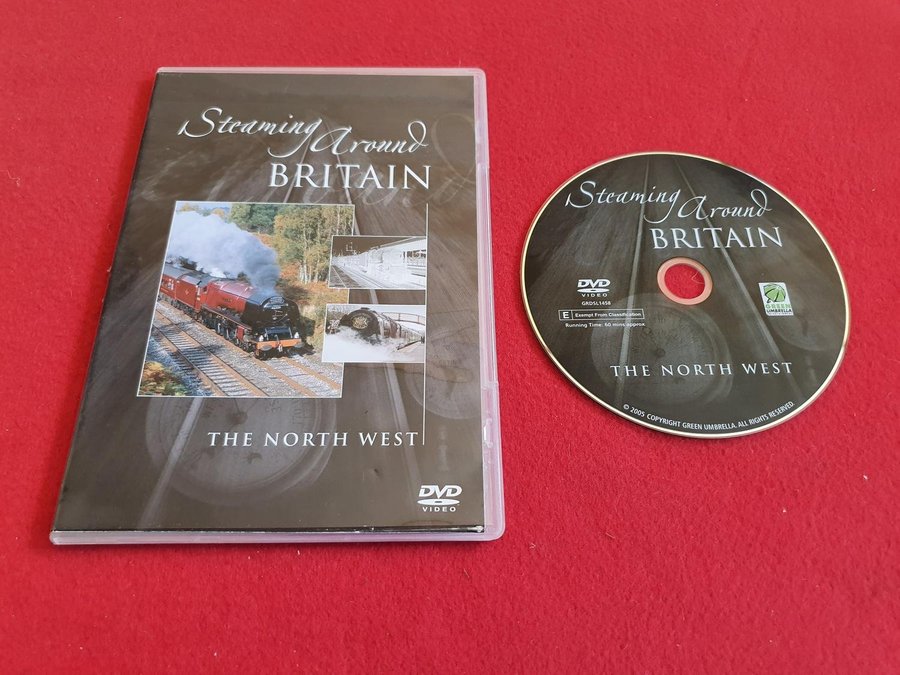 Steaming
Around
BRITAIN
THE NORTH WEST
DVD
VIDEO
Steaming
Around
BRITAIN
DVD
VIDEO
GRDSL1458
E Exempt From Classification
Running Time: 60 mins approx
GREEN
UMBRELLA
THE NORTH WEST
© 2005 COPYRIGHT GREEN UMBRELLA. ALL RIGHTS RESERVED.